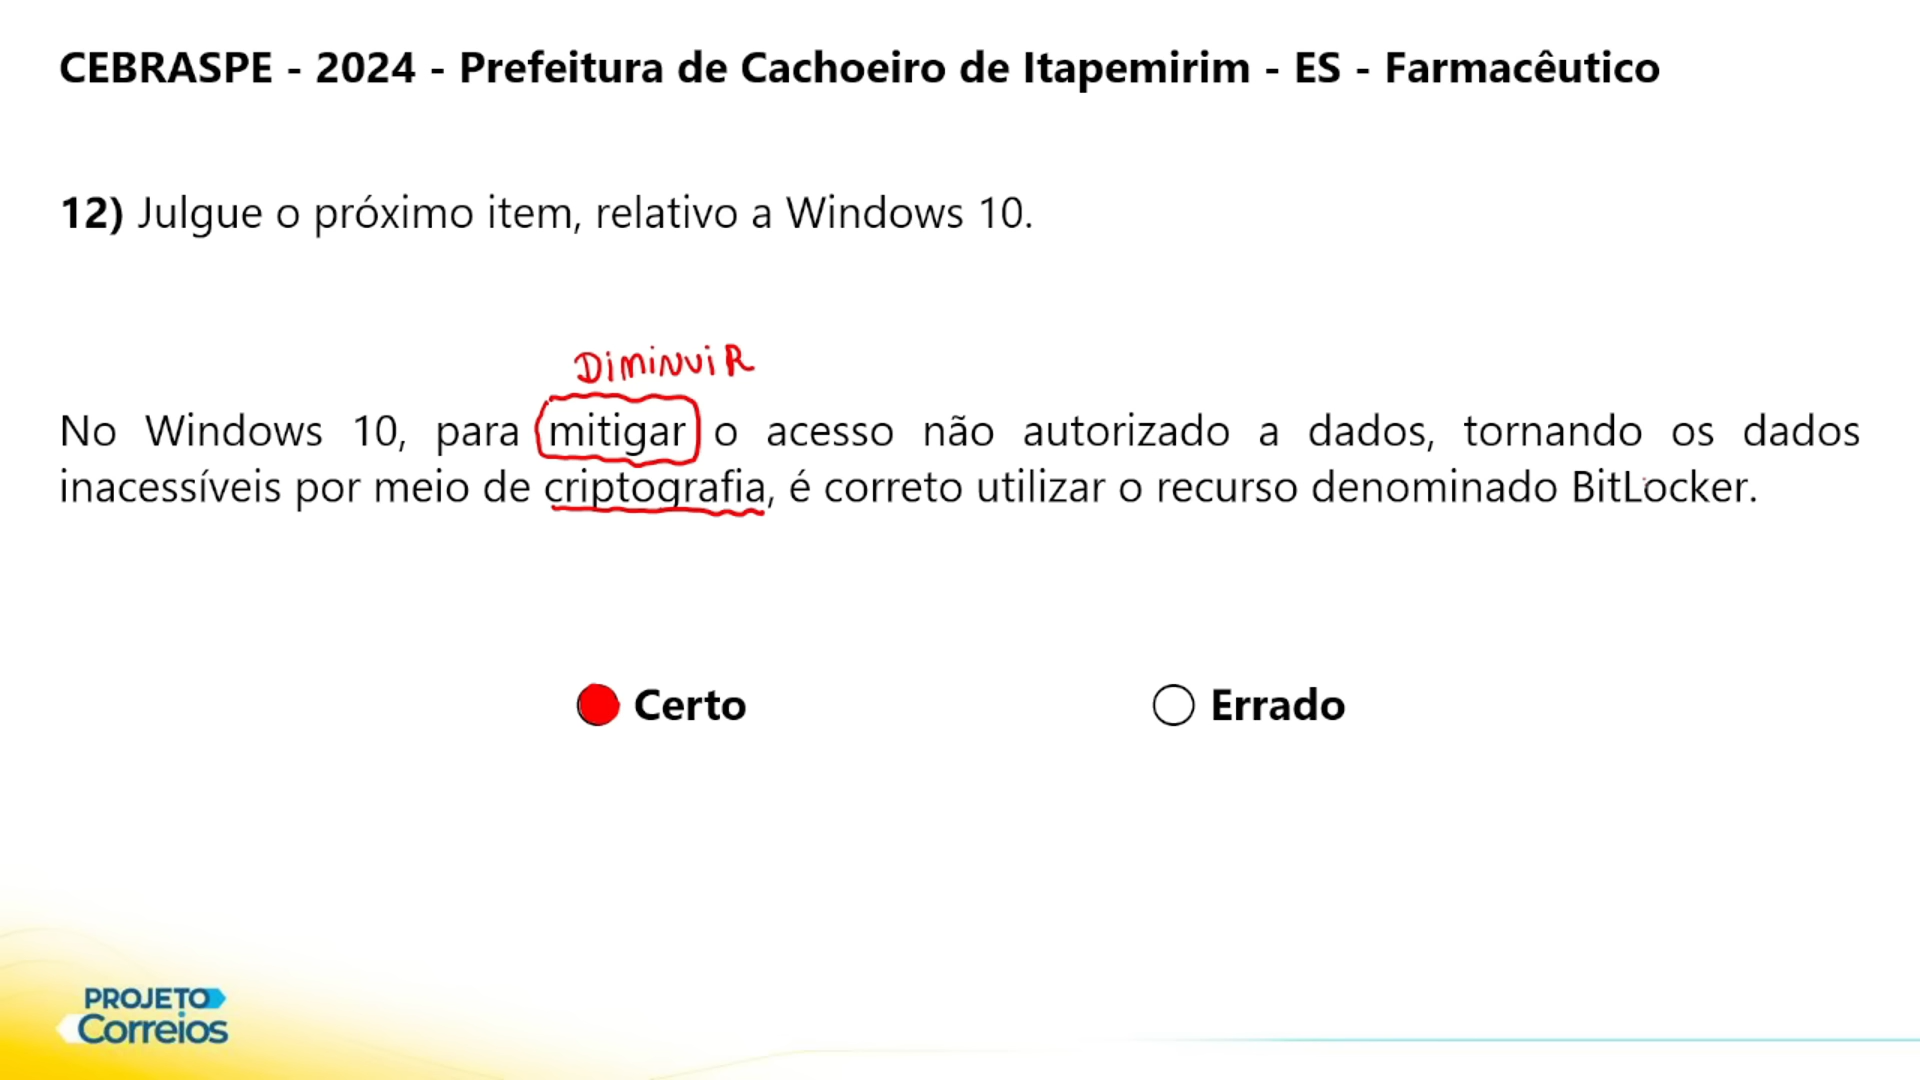 CEBRASPE - 2024 - Prefeitura de Cachoeiro de Itapemirim - ES - Farmacêutico
12) Julgue o próximo item, relativo a Windows 10.
DiMiNuiR
No Windows 10, para mitigar o acesso não autorizado a dados, tornando os dados
inacessíveis por meio de criptografia, é correto utilizar o recurso denominado BitLocker.
Certo
Errado
PROJETO
Correios